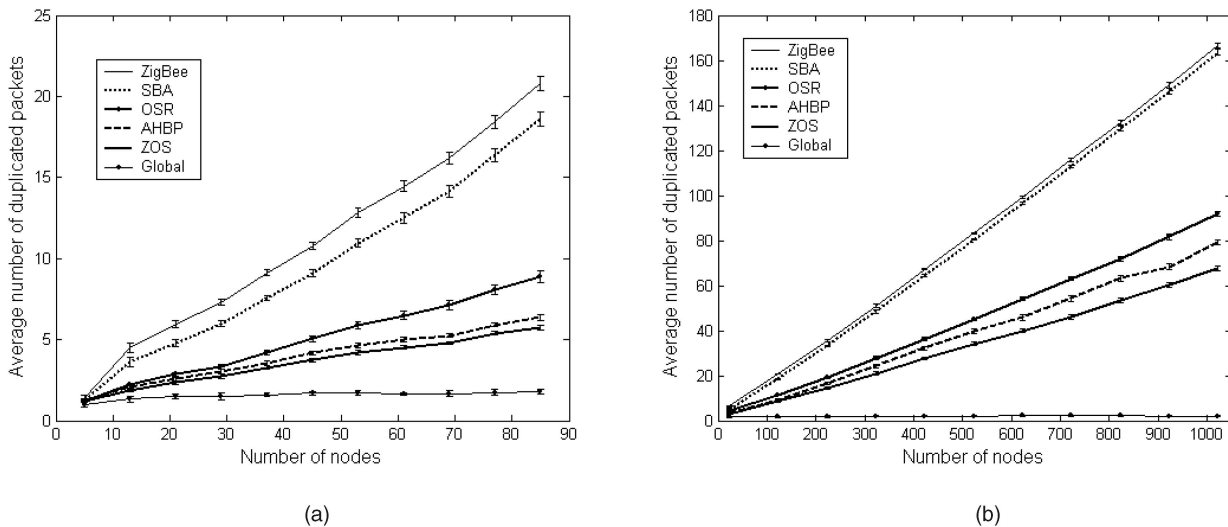 25
20
15
10
5
0
Average number of duplicated packets
ZigBee
SBA
OSR
AHBP
ZOS
Global
0 10 20 30 40 50 60 70 80 90
Number of nodes
(a)
180
160
140
120
100
80
60
40
20
0
Average number of duplicated packets
ZigBee
SBA
OSR
AHBP
ZOS
Global
0 100 200 300 400 500 600 700 800 900 1000
Number of nodes
(b)